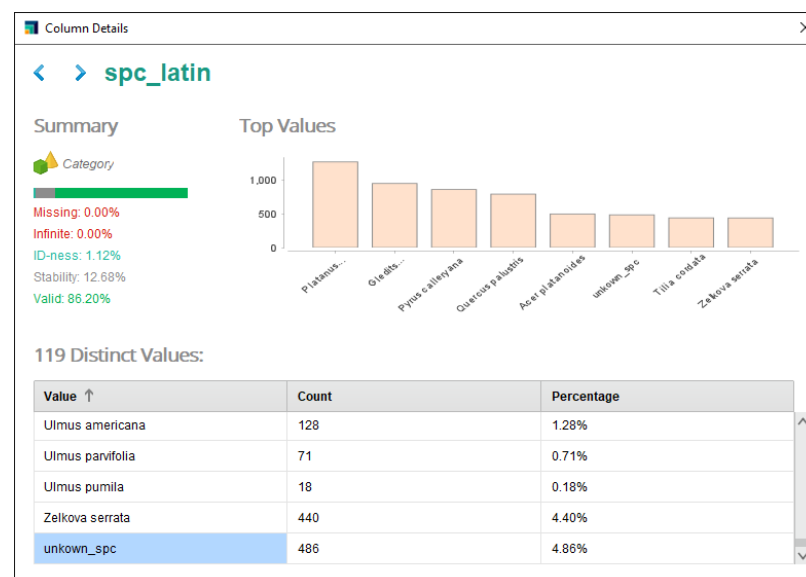 Column Details
spc_latin
Summary
Top Values
Category
Missing: 0.00%
Infinite: 0.00%
ID-ness: 1.12%
Stability: 12.68%
Valid: 86.20%
1,000
500
0
Platanus...
Gledits...
Pyrus calleryana
Quercus palustris
Acer platanoides
unkown_spc
Tilia cordata
Zelkova serrata
119 Distinct Values:
Value ↑ Count Percentage
Ulmus americana 128 1.28%
Ulmus parvifolia 71 0.71%
Ulmus pumila 18 0.18%
Zelkova serrata 440 4.40%
unkown_spc 486 4.86%